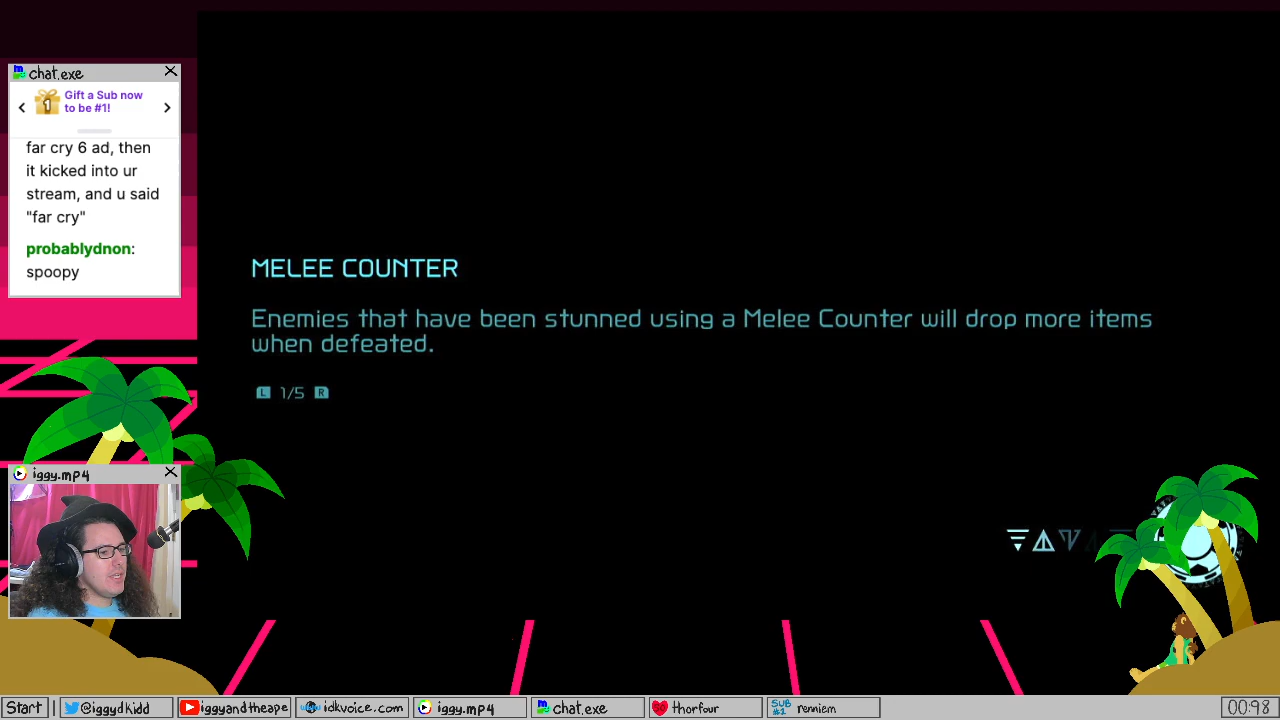 chat.exe
Gift a Sub now
to be #1!
1
far cry 6 ad, then
it kicked into ur
stream, and u said
"far cry"
probablydnon:
spoopy
MELEE COUNTER
Enemies that have been stunned using a Melee Counter will drop more items
when defeated.
L 1/5 R
iggy.mp4
Start | @iggydkidd iggyandtheape idkvoice.com iggy.mp4 chat.exe thorfour SUB #1 renniem 00:98